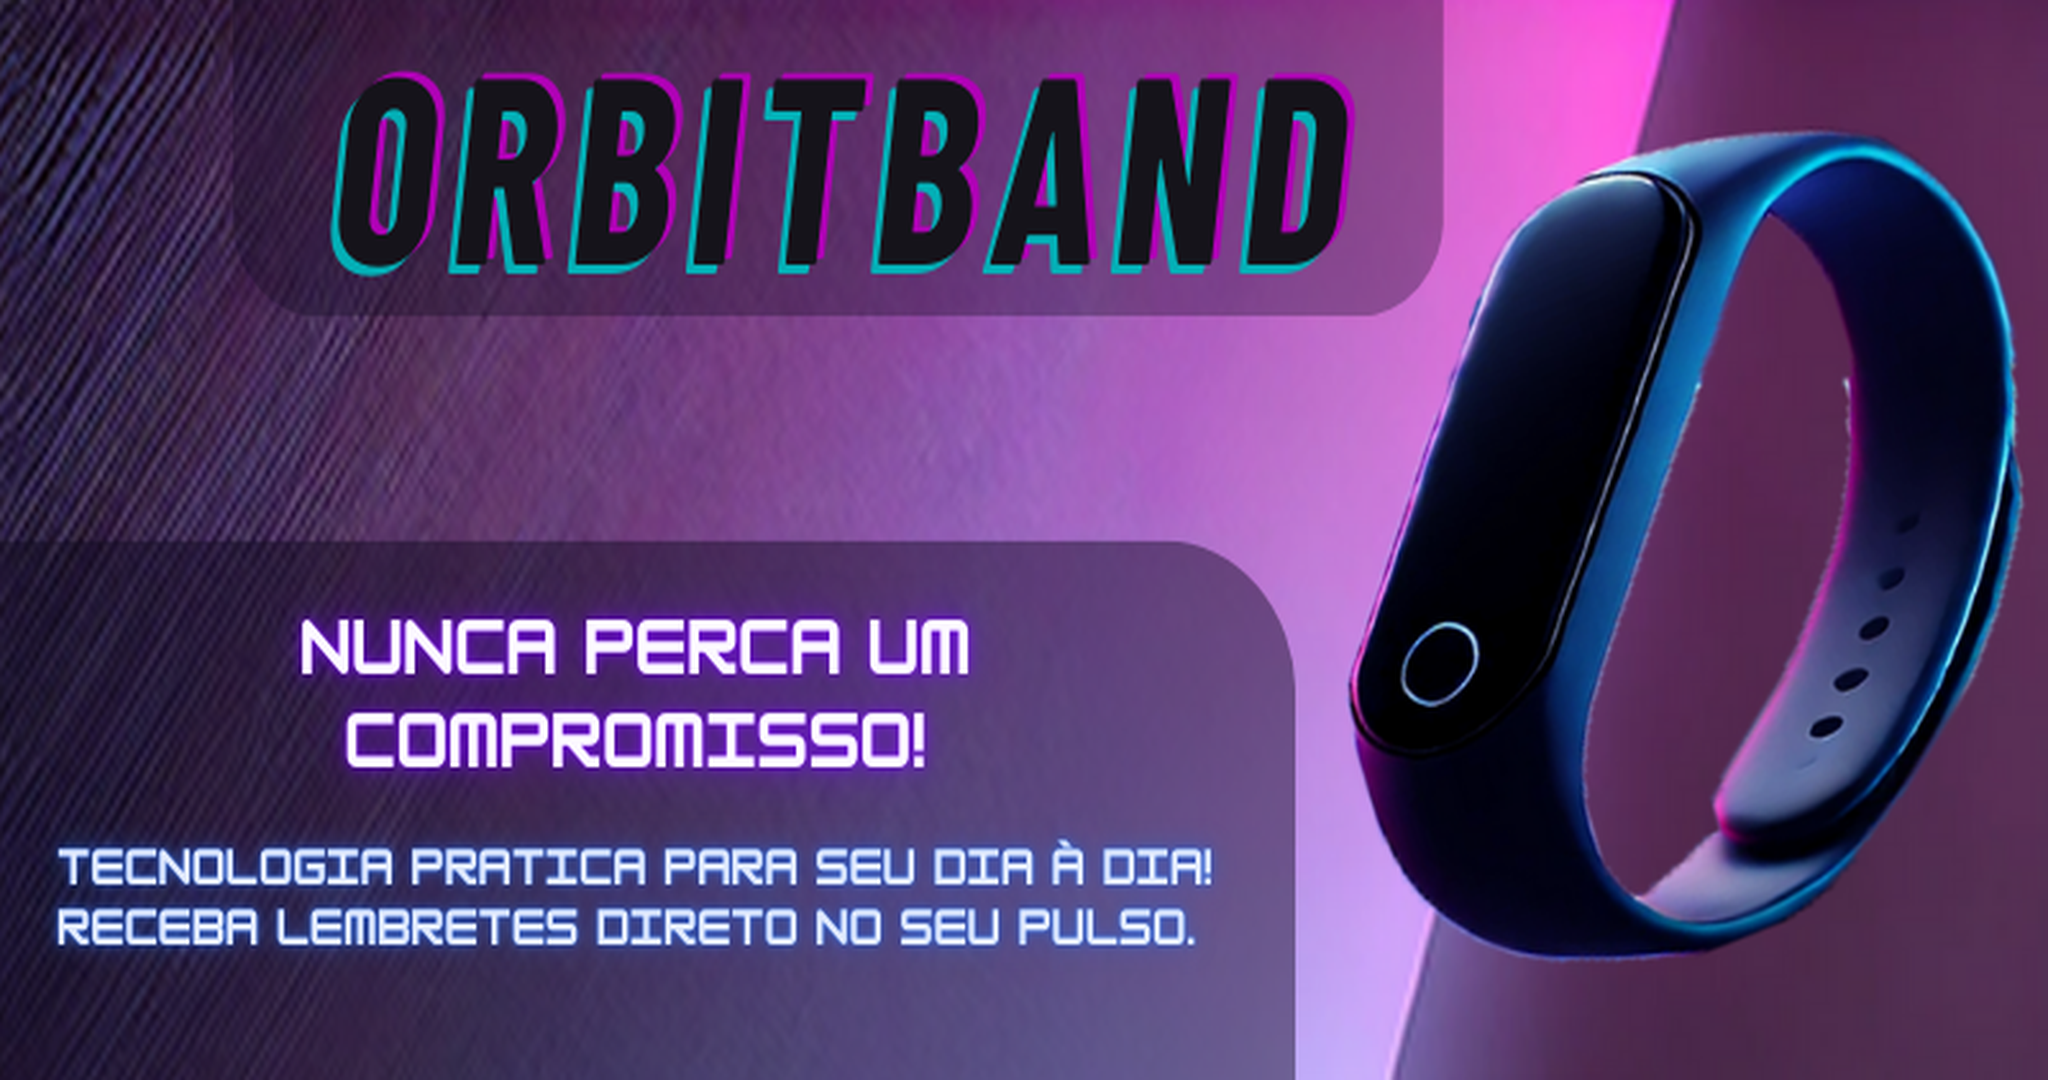 ORBITBAND
NUNCA PERCA UM
COMPROMISSO!
TECNOLOGIA PRATICA PARA SEU DIA À DIA!
RECEBA LEMBRETES DIRETO NO SEU PULSO.